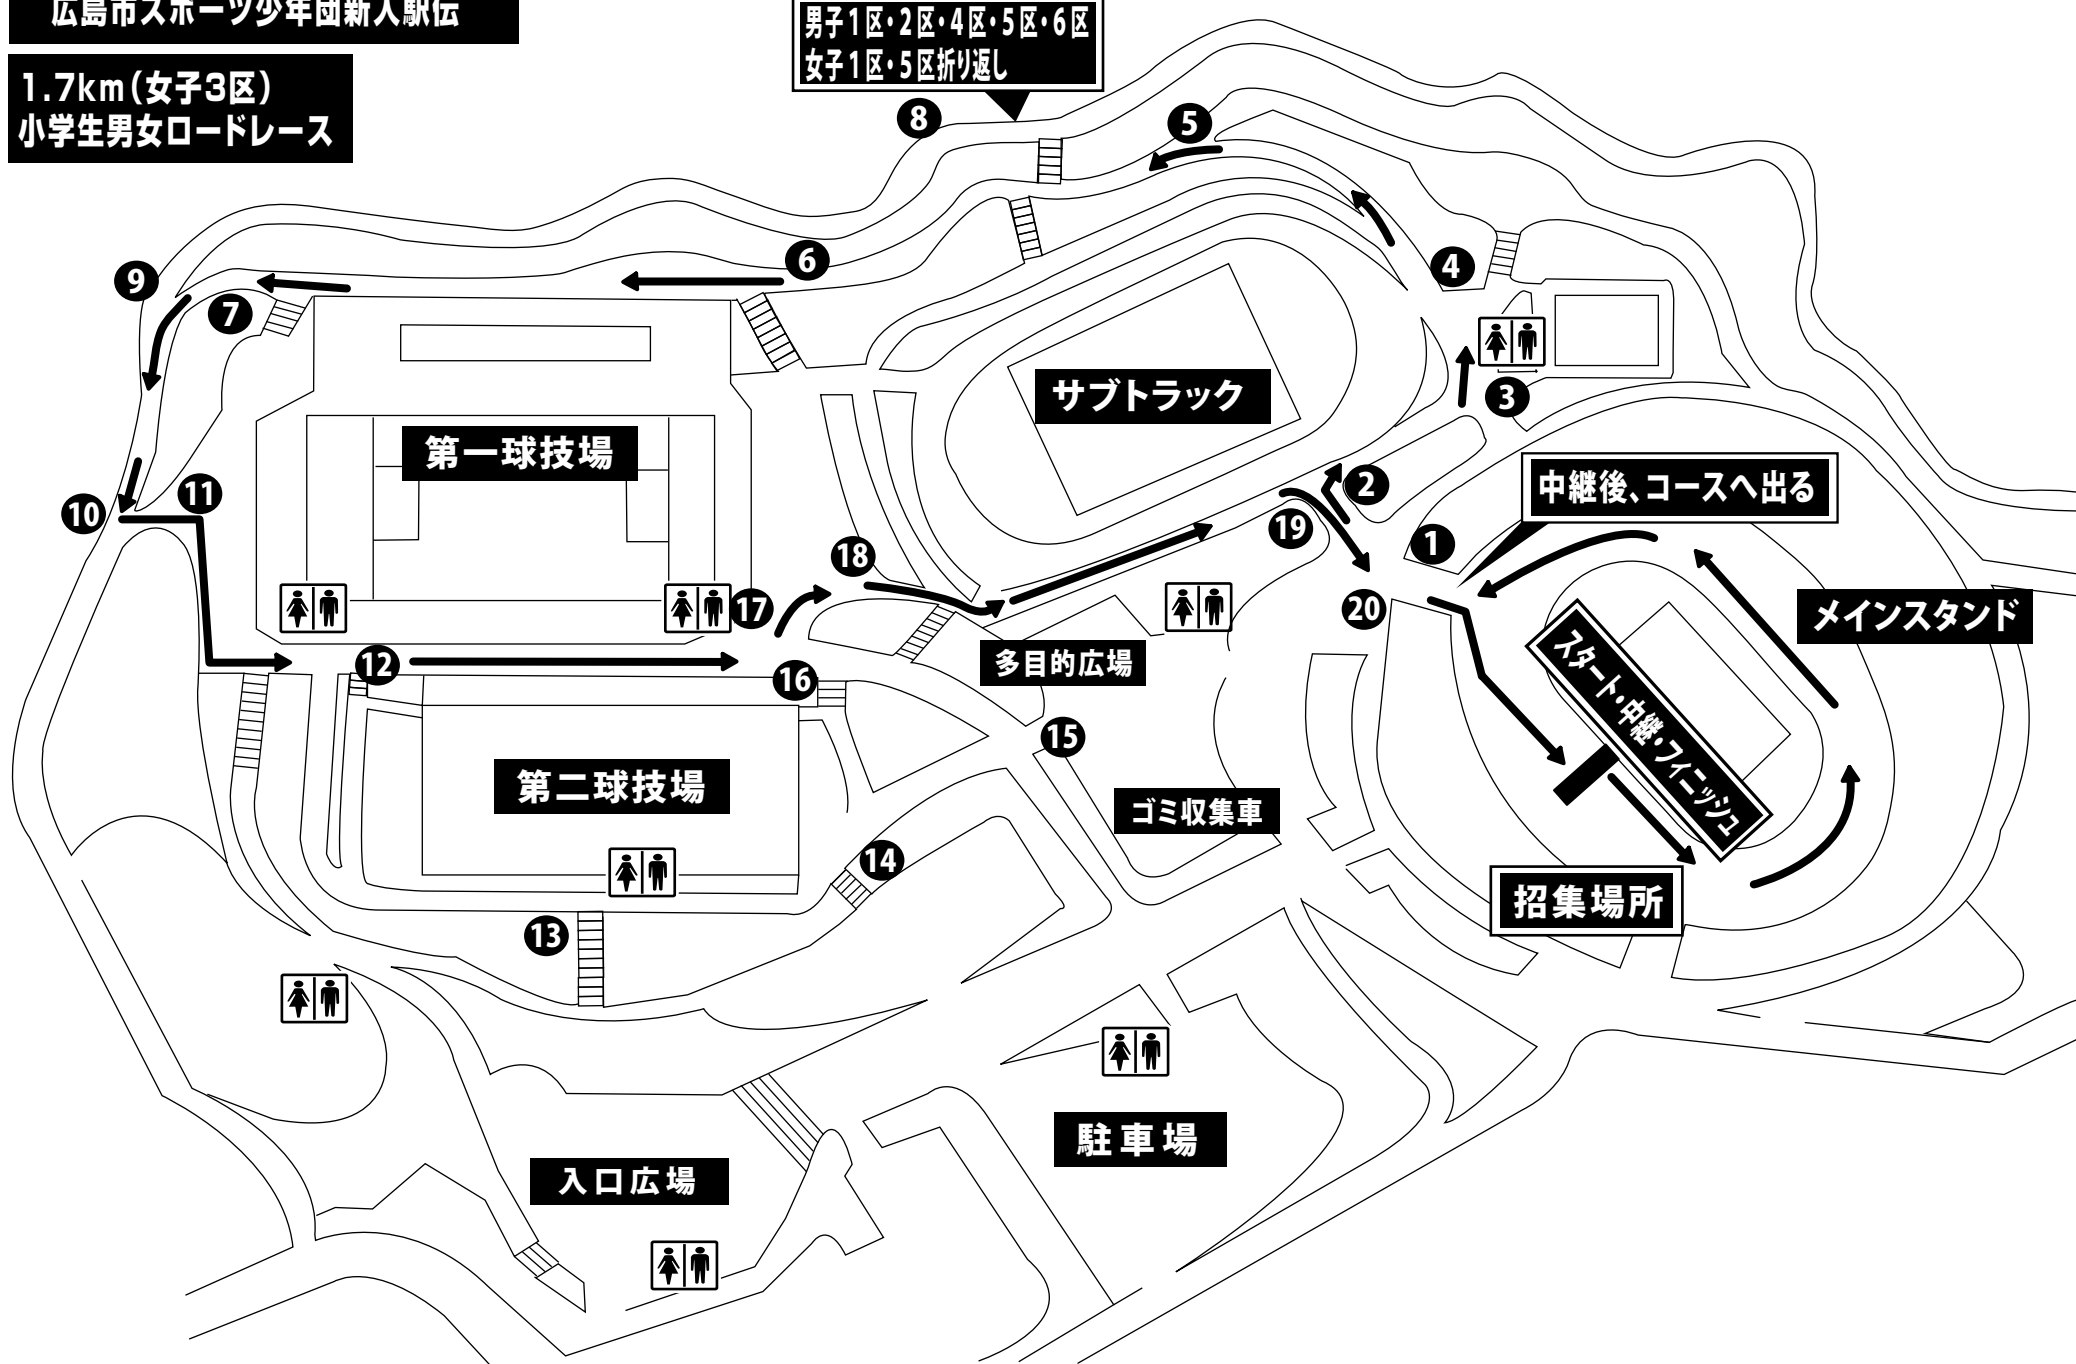 広島市スポーツ少年団新人駅伝
1.7km（女子3区）
小学生男女ロードレース
男子1区・2区・4区・5区・6区
女子1区・5区折り返し
8
5
6
4
9
7
3
サブトラック
第一球技場
中継後、コースへ出る
2
11
10
19
1
18
17
20
メインスタンド
多目的広場
12
16
スタート・中継・フィニッシュ
15
第二球技場
ゴミ収集車
14
招集場所
13
駐車場
入口広場